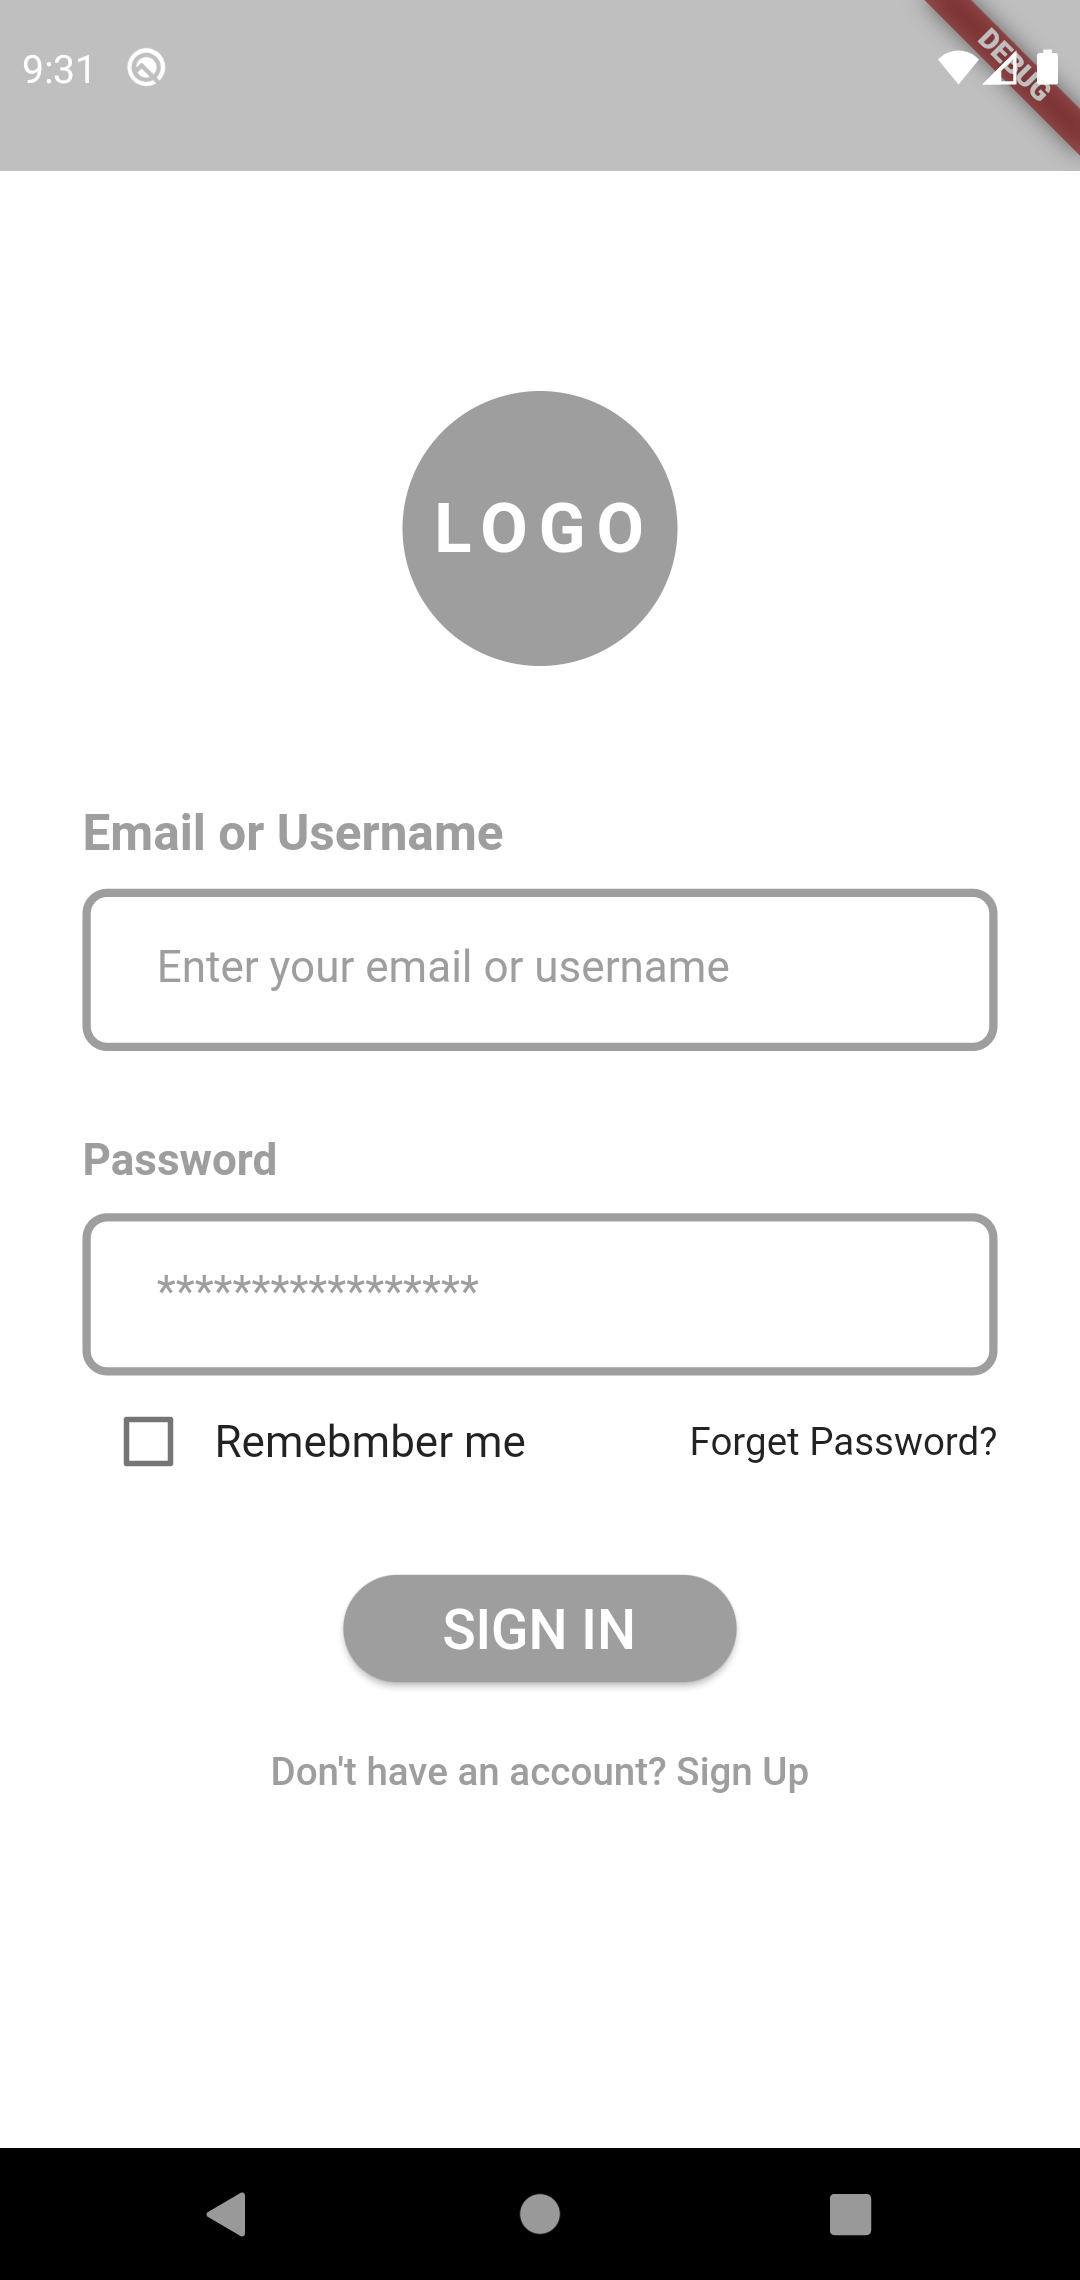 9:31
DEBUG
LOGO
Email or Username
Enter your email or username
Password
*****************
Remebmber me Forget Password?
SIGN IN
Don't have an account? Sign Up